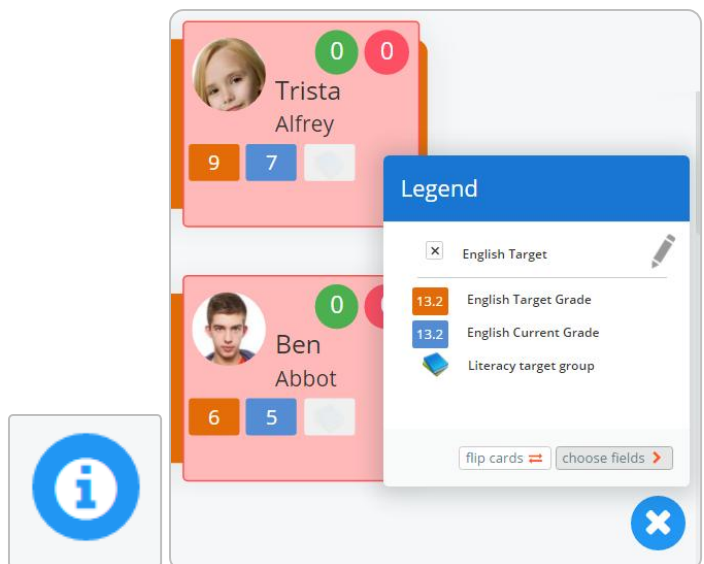 0 0
Trista
Alfrey
9 7
Legend
English Target
13.2 English Target Grade
13.2 English Current Grade
Literacy target group
0
Ben
Abbot
6 5
flip cards
choose fields